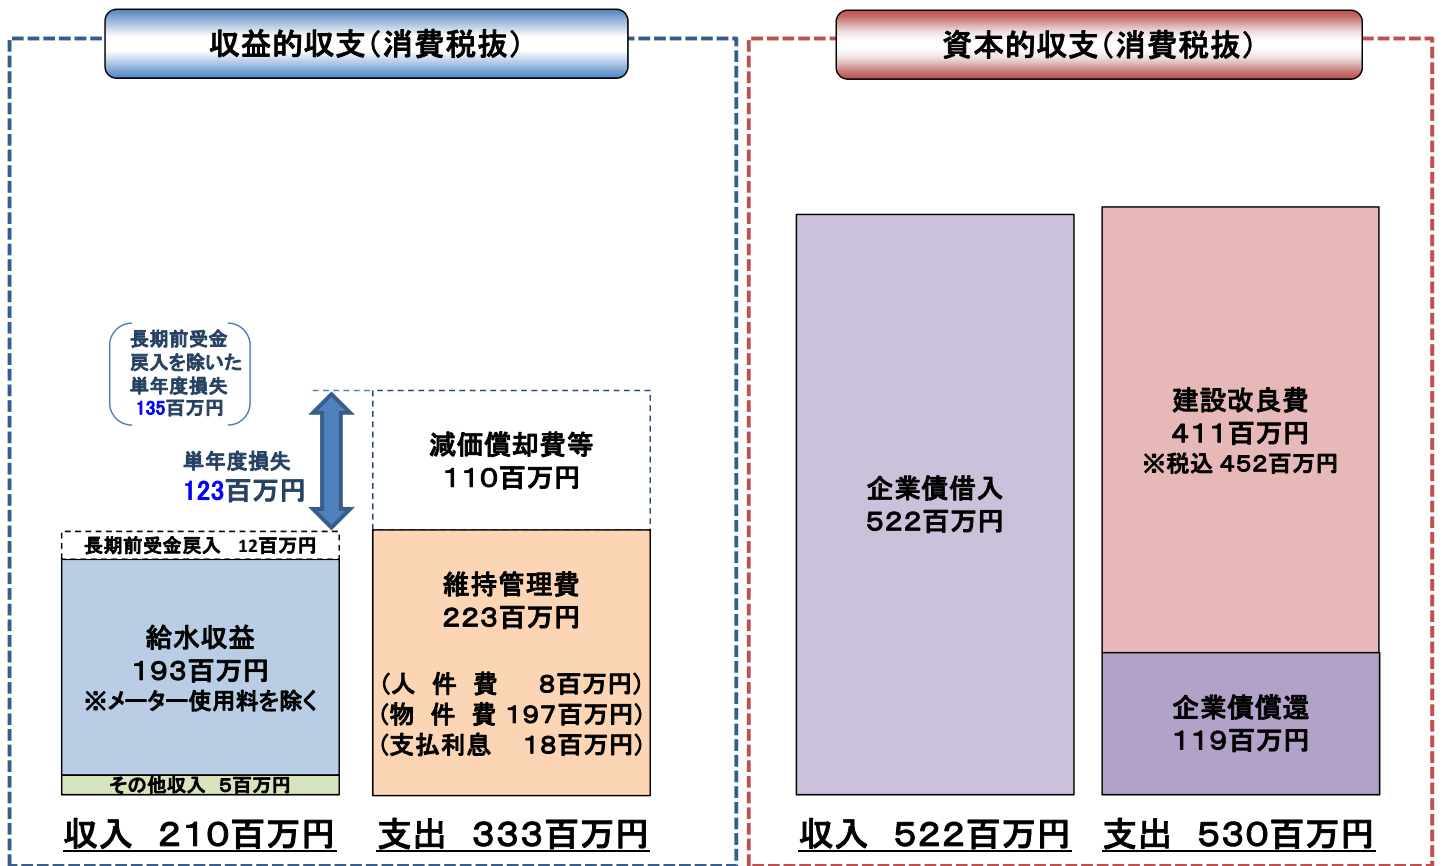 収益的収支（消費税抜）
長期前受金
戻入を除いた
単年度損失
135百万円
単年度損失
123百万円
長期前受金戻入　12百万円
給水収益
193百万円
※メーター使用料を除く
その他収入　5百万円
収入　210百万円
減価償却費等
110百万円
維持管理費
223百万円
(人　件　費　　8百万円)
(物　件　費 197百万円)
(支払利息　 18百万円)
支出　333百万円
資本的収支（消費税抜）
企業債借入
522百万円
収入　522百万円
建設改良費
411百万円
※税込 452百万円
企業債償還
119百万円
支出　530百万円